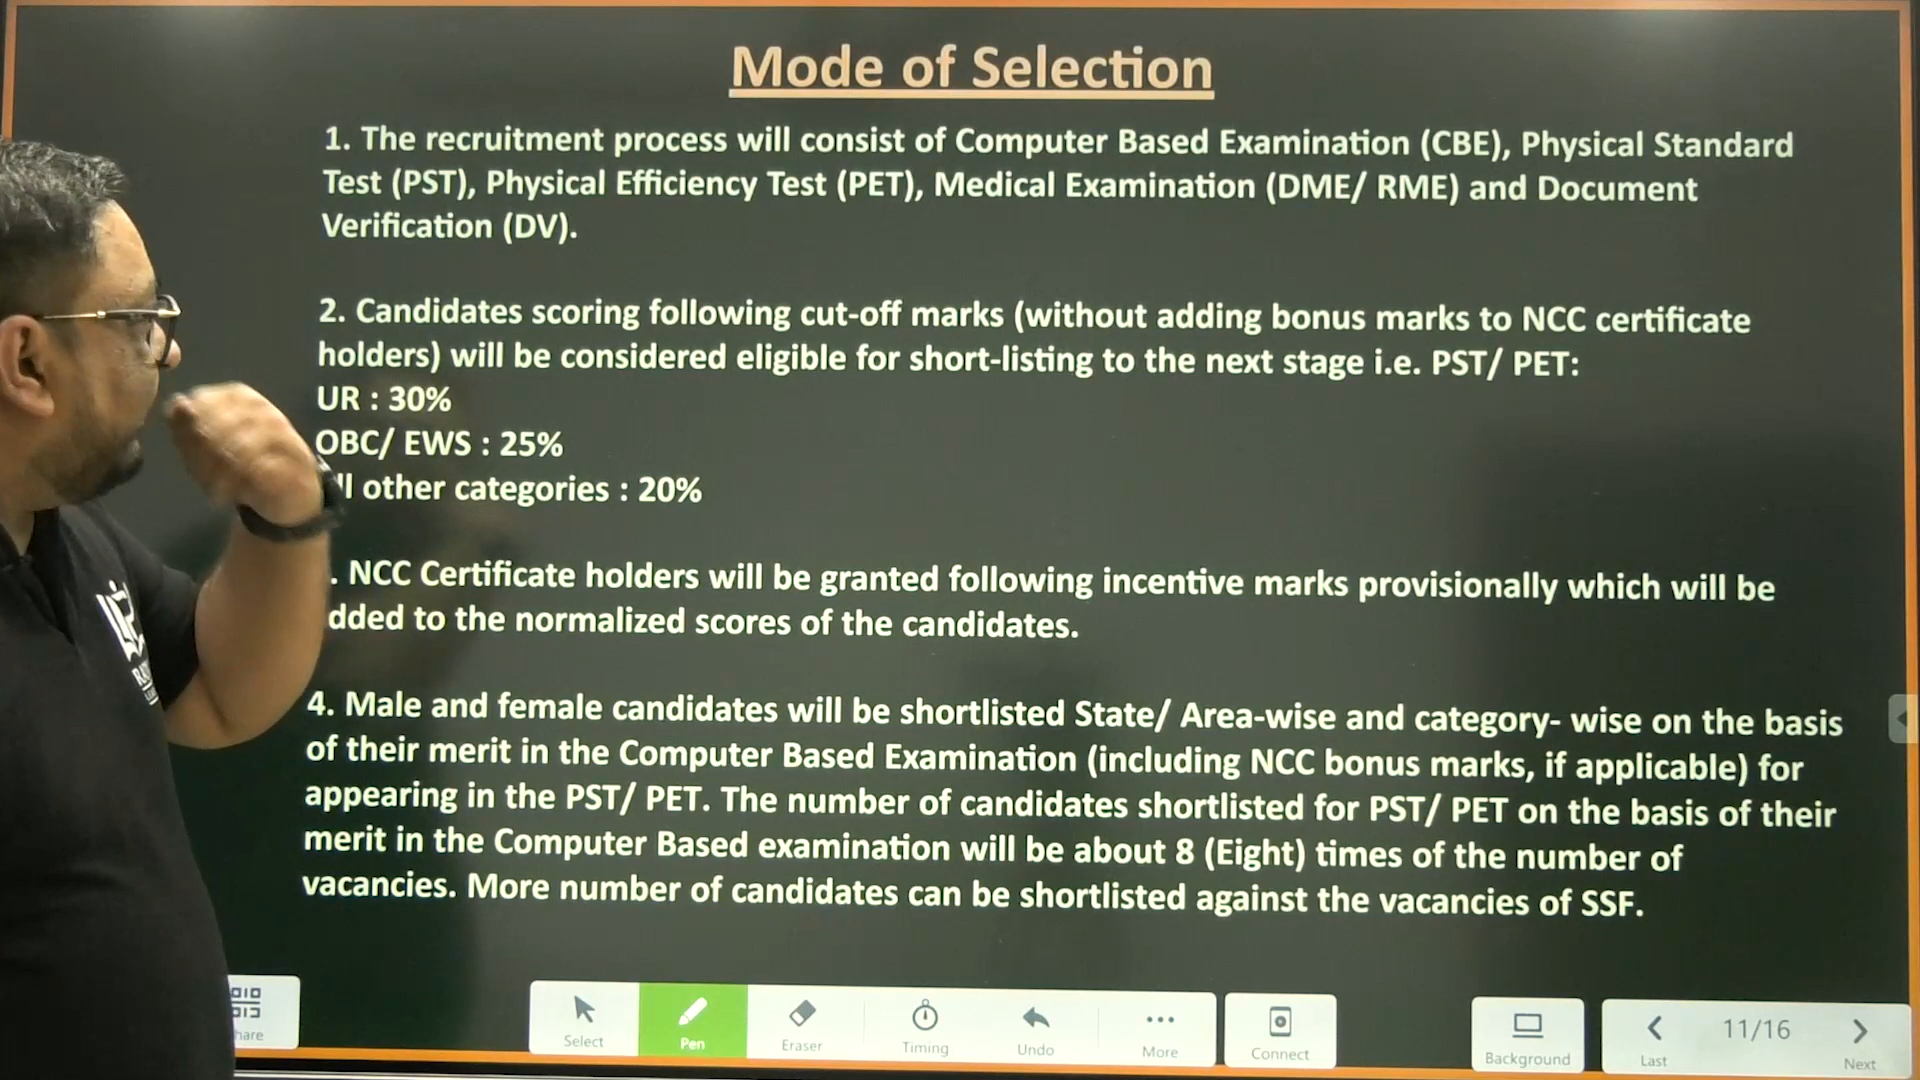 Mode of Selection
1. The recruitment process will consist of Computer Based Examination (CBE), Physical Standard
Test (PST), Physical Efficiency Test (PET), Medical Examination (DME/ RME) and Document
Verification (DV).
2. Candidates scoring following cut-off marks (without adding bonus marks to NCC certificate
holders) will be considered eligible for short-listing to the next stage i.e. PST/ PET:
UR : 30%
OBC/ EWS : 25%
ll other categories : 20%
. NCC Certificate holders will be granted following incentive marks provisionally which will be
dded to the normalized scores of the candidates.
4. Male and female candidates will be shortlisted State/ Area-wise and category- wise on the basis
of their merit in the Computer Based Examination (including NCC bonus marks, if applicable) for
appearing in the PST/ PET. The number of candidates shortlisted for PST/ PET on the basis of their
merit in the Computer Based examination will be about 8 (Eight) times of the number of
vacancies. More number of candidates can be shortlisted against the vacancies of SSF.
hare
Select
Pen
Eraser
Timing
Undo
More
Connect
Background
Last
11/16
Next